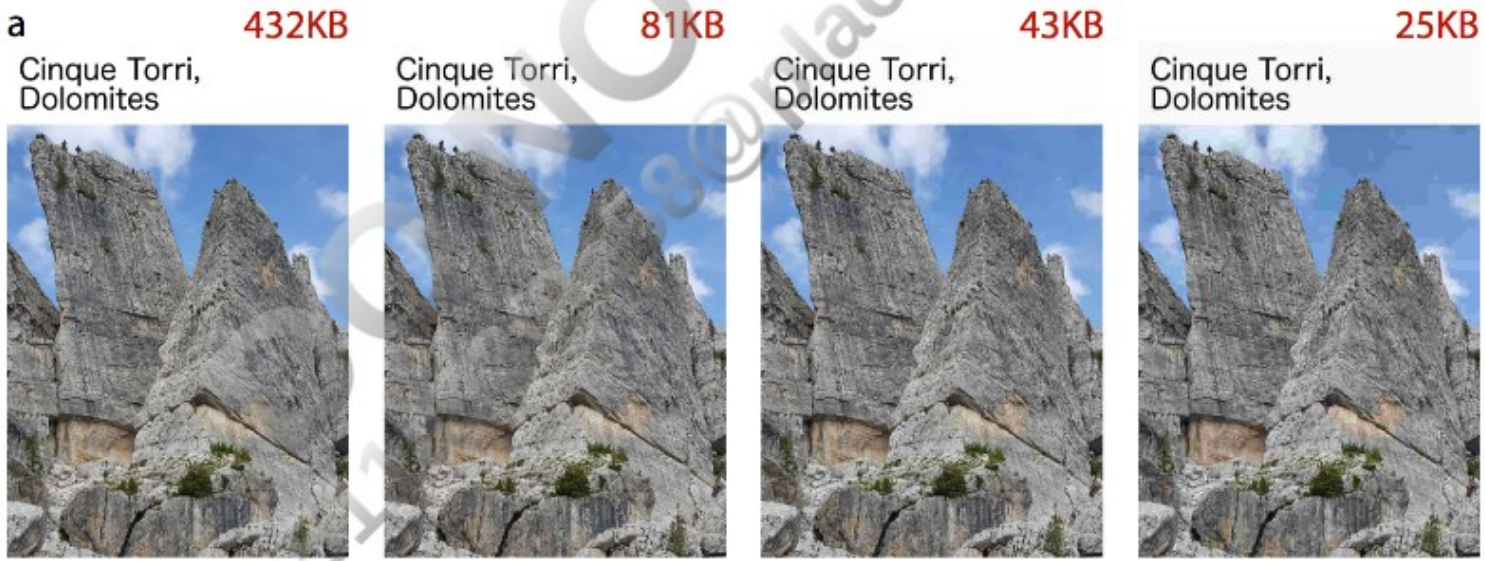 a
432KB
81KB
43KB
25KB
Cinque Torri,
Dolomites
Cinque Torri,
Dolomites
Cinque Torri,
Dolomites
Cinque Torri,
Dolomites